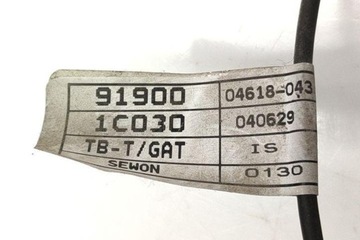 91900 04618-043
1C030 040629
TB-T/GAT IS
SEWON 0130